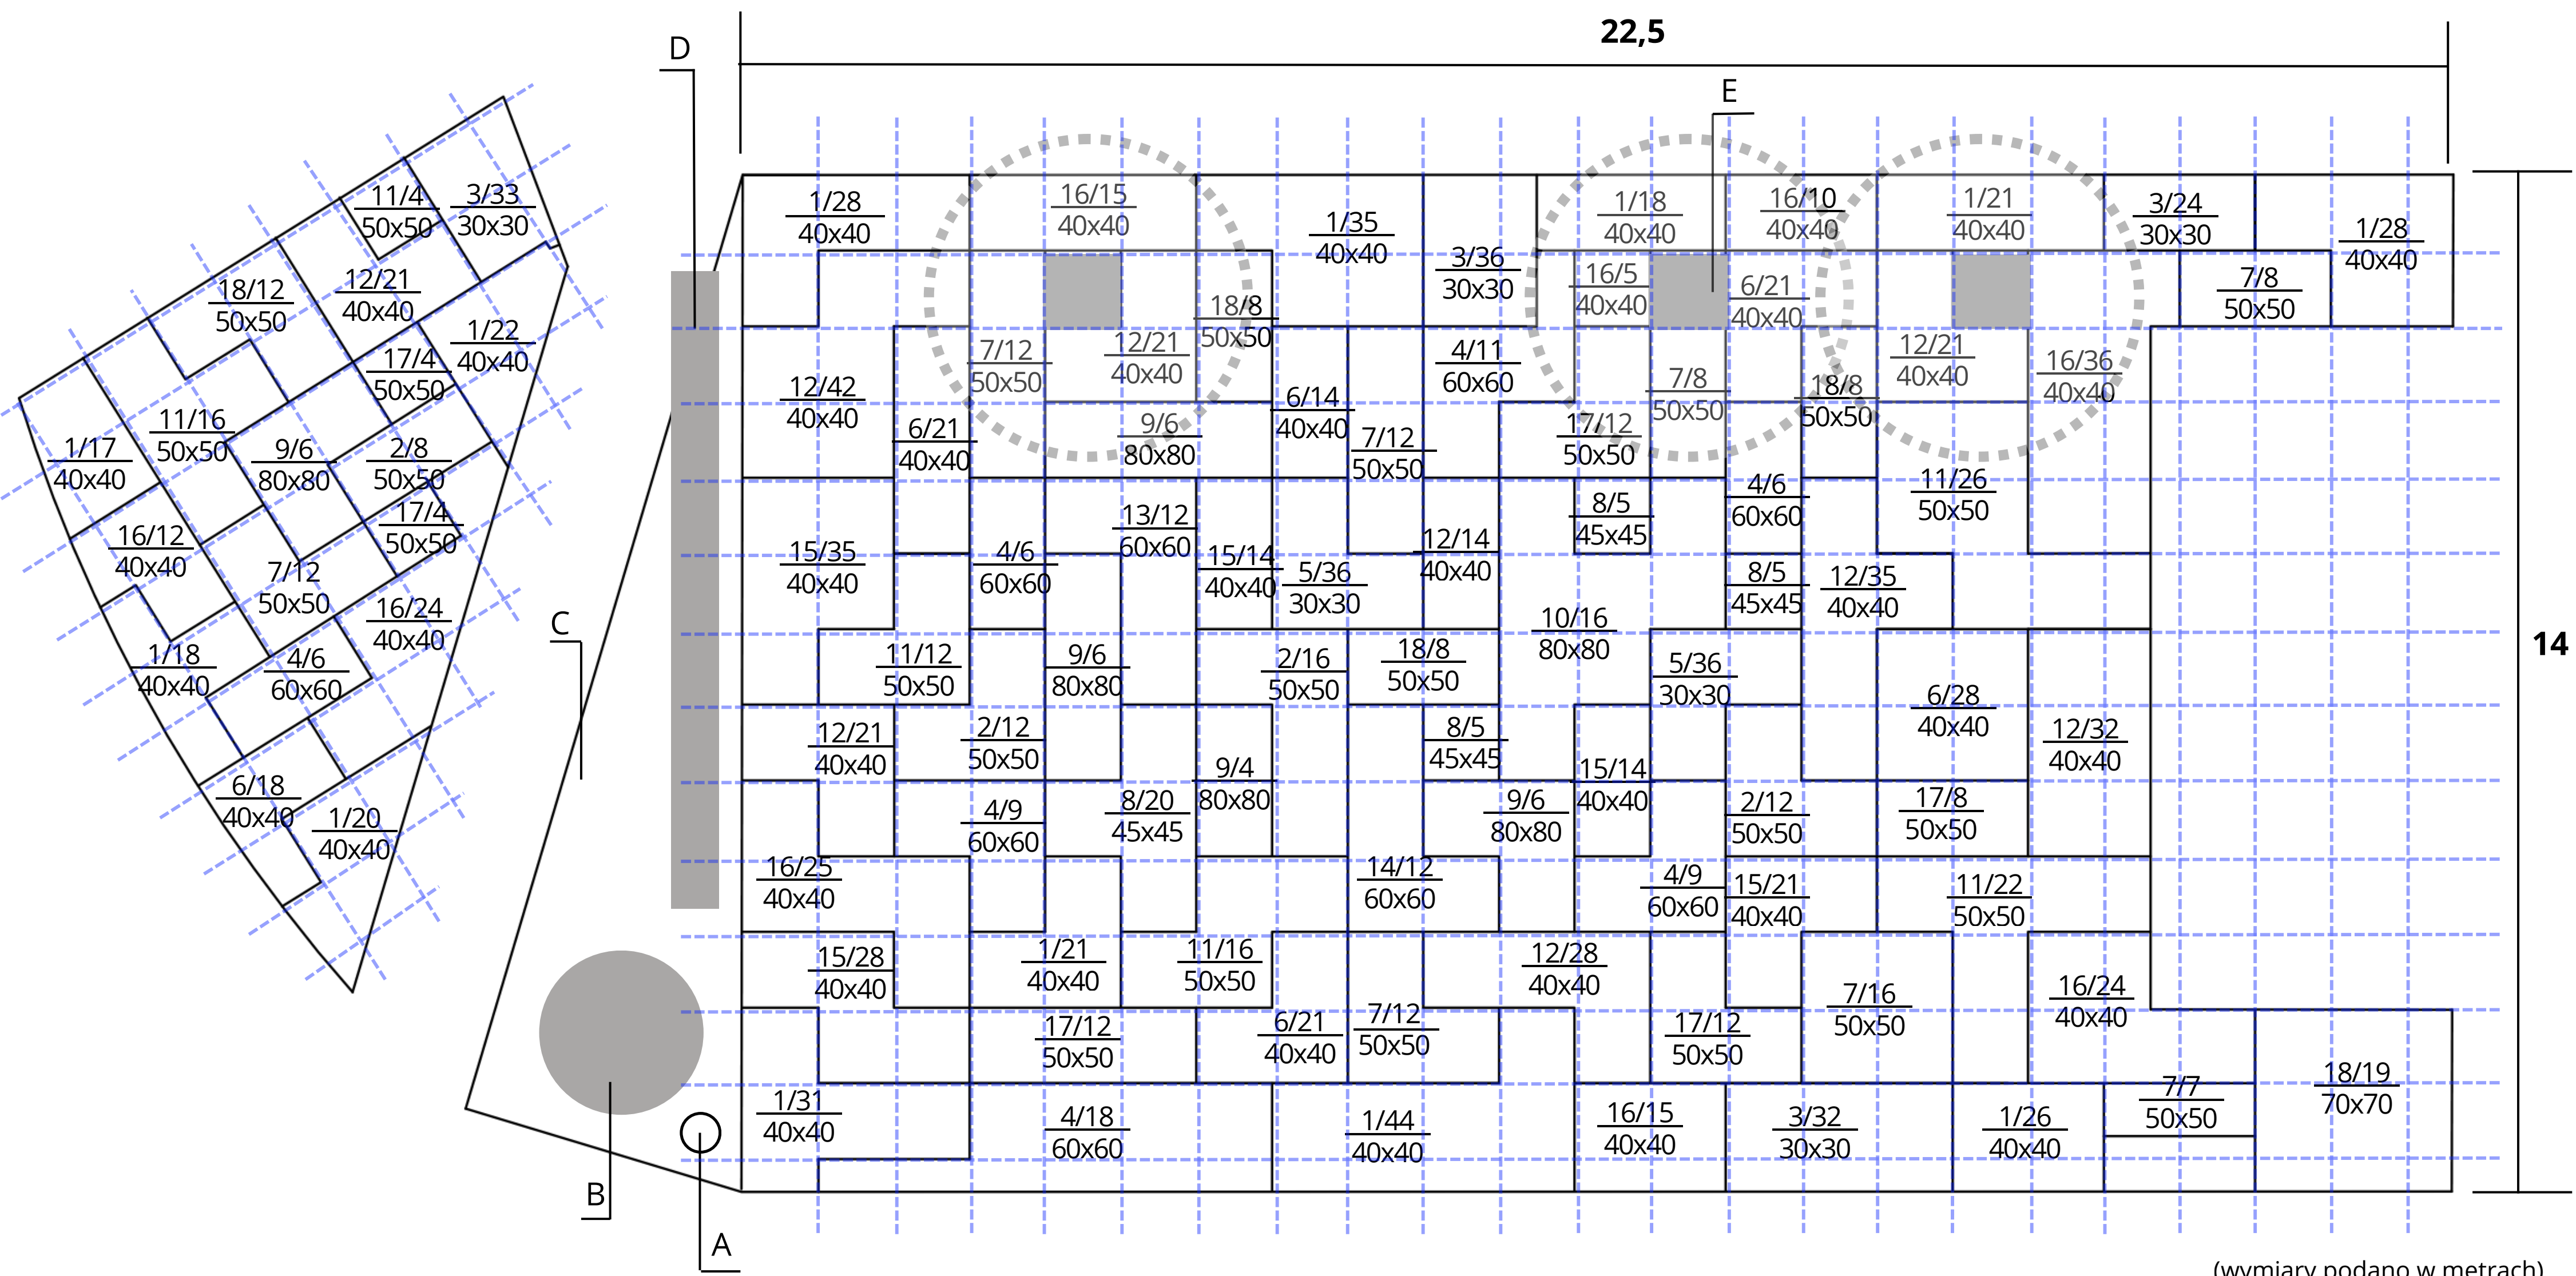 22,5
D
E
11/4
50x50
3/33
30x30
18/12
50x50
12/21
40x40
1/22
40x40
17/4
50x50
11/16
50x50
1/17
40x40
9/6
80x80
2/8
50x50
17/4
50x50
16/12
40x40
7/12
50x50
16/24
40x40
1/18
40x40
4/6
60x60
6/18
40x40
1/20
40x40
C
B
A
1/28
40x40
16/15
40x40
1/35
40x40
3/36
30x30
1/18
40x40
16/10
40x40
1/21
40x40
3/24
30x30
1/28
40x40
18/8
50x50
16/5
40x40
6/21
40x40
7/8
50x50
12/42
40x40
7/12
50x50
12/21
40x40
4/11
60x60
7/8
50x50
18/8
50x50
12/21
40x40
16/36
40x40
6/21
40x40
9/6
80x80
6/14
40x40
7/12
50x50
17/12
50x50
15/35
40x40
4/6
60x60
13/12
60x60
15/14
40x40
5/36
30x30
12/14
40x40
8/5
45x45
4/6
60x60
11/26
50x50
8/5
45x45
12/35
40x40
10/16
80x80
11/12
50x50
9/6
80x80
2/16
50x50
18/8
50x50
5/36
30x30
6/28
40x40
12/32
40x40
12/21
40x40
2/12
50x50
9/4
80x80
8/5
45x45
15/14
40x40
4/9
60x60
8/20
45x45
9/6
80x80
2/12
50x50
17/8
50x50
16/25
40x40
14/12
60x60
4/9
60x60
15/21
40x40
11/22
50x50
15/28
40x40
1/21
40x40
11/16
50x50
12/28
40x40
7/16
50x50
16/24
40x40
17/12
50x50
6/21
40x40
7/12
50x50
17/12
50x50
1/31
40x40
4/18
60x60
1/44
40x40
16/15
40x40
3/32
30x30
1/26
40x40
7/7
50x50
18/19
70x70
14
(wymiary podano w metrach)